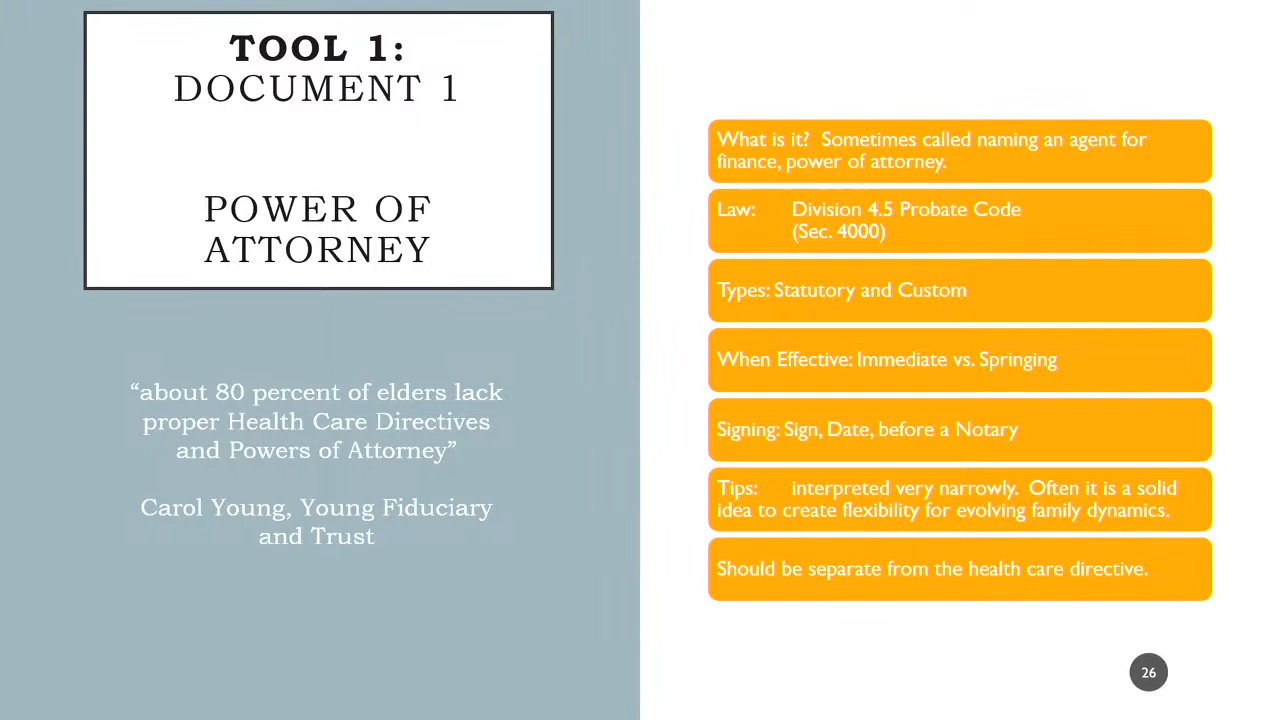 TOOL 1:
DOCUMENT 1
POWER OF
ATTORNEY
“about 80 percent of elders lack
proper Health Care Directives
and Powers of Attorney”
Carol Young, Young Fiduciary
and Trust
What is it?  Sometimes called naming an agent for
finance, power of attorney.
Law:	Division 4.5 Probate Code
(Sec. 4000)
Types: Statutory and Custom
When Effective: Immediate vs. Springing
Signing: Sign, Date, before a Notary
Tips:	interpreted very narrowly.  Often it is a solid
idea to create flexibility for evolving family dynamics.
Should be separate from the health care directive.
26